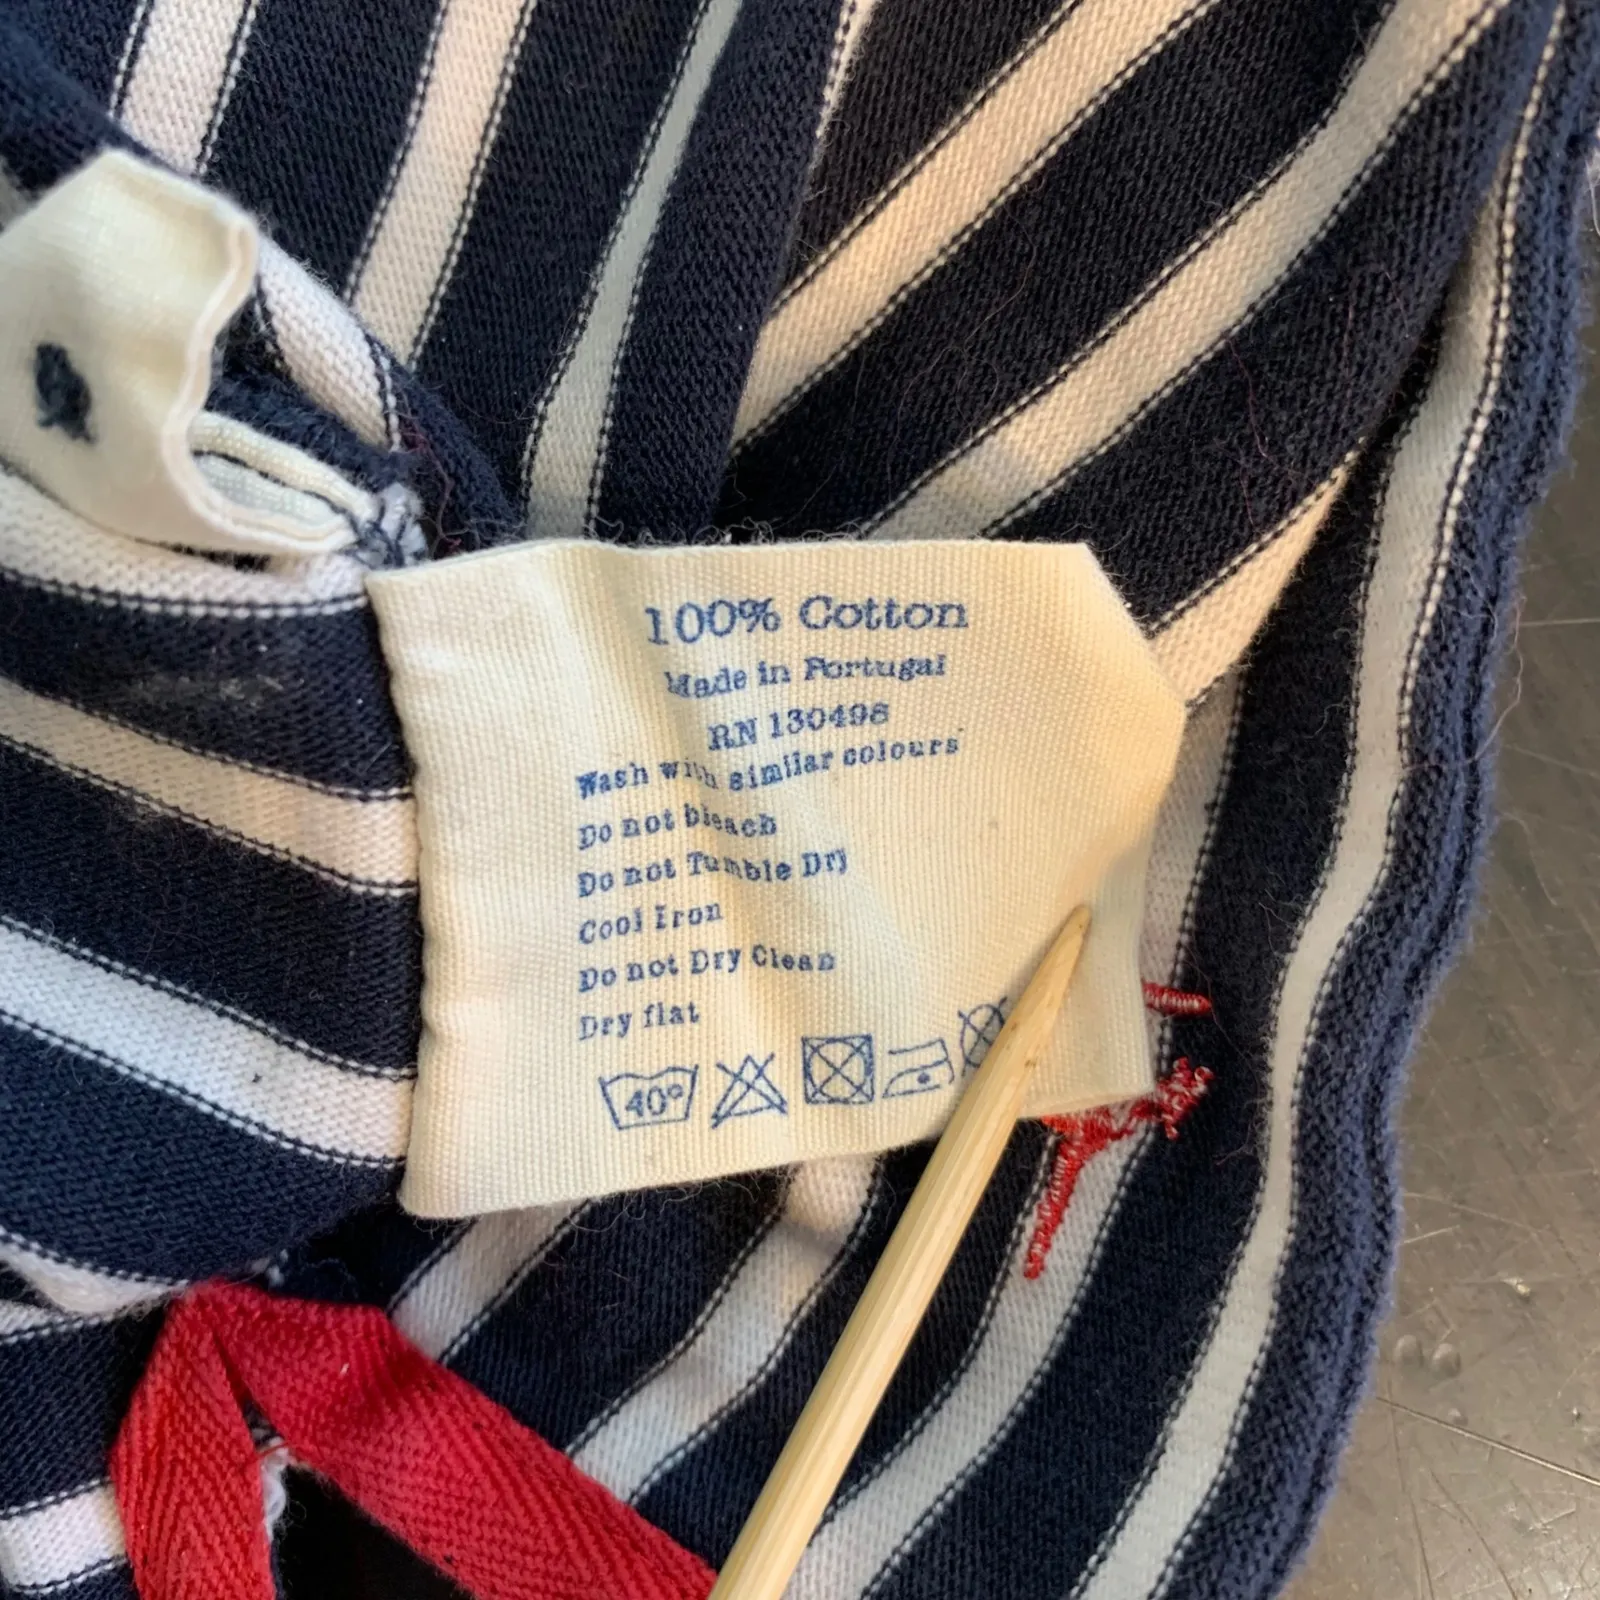 100% Cotton
Made in Portugal
RN 130498
Wash with similar colours
Do not bleach
Do not Tumble Dry
Cool Iron
Do not Dry Clean
Dry flat
40°